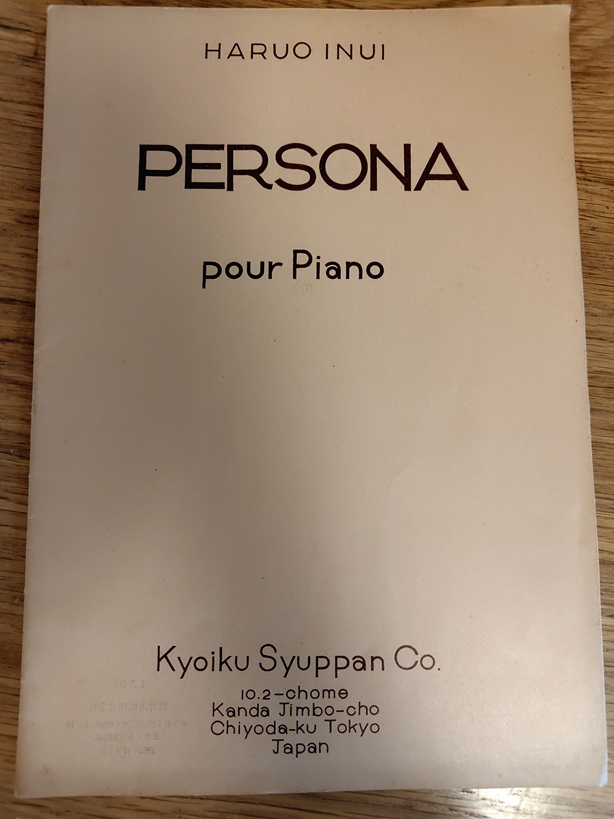 HARUO INUI
PERSONA
pour Piano
Kyoiku Syuppan Co.
10.2-chome
Kanda Jimbo-cho
Chiyoda-ku Tokyo
Japan